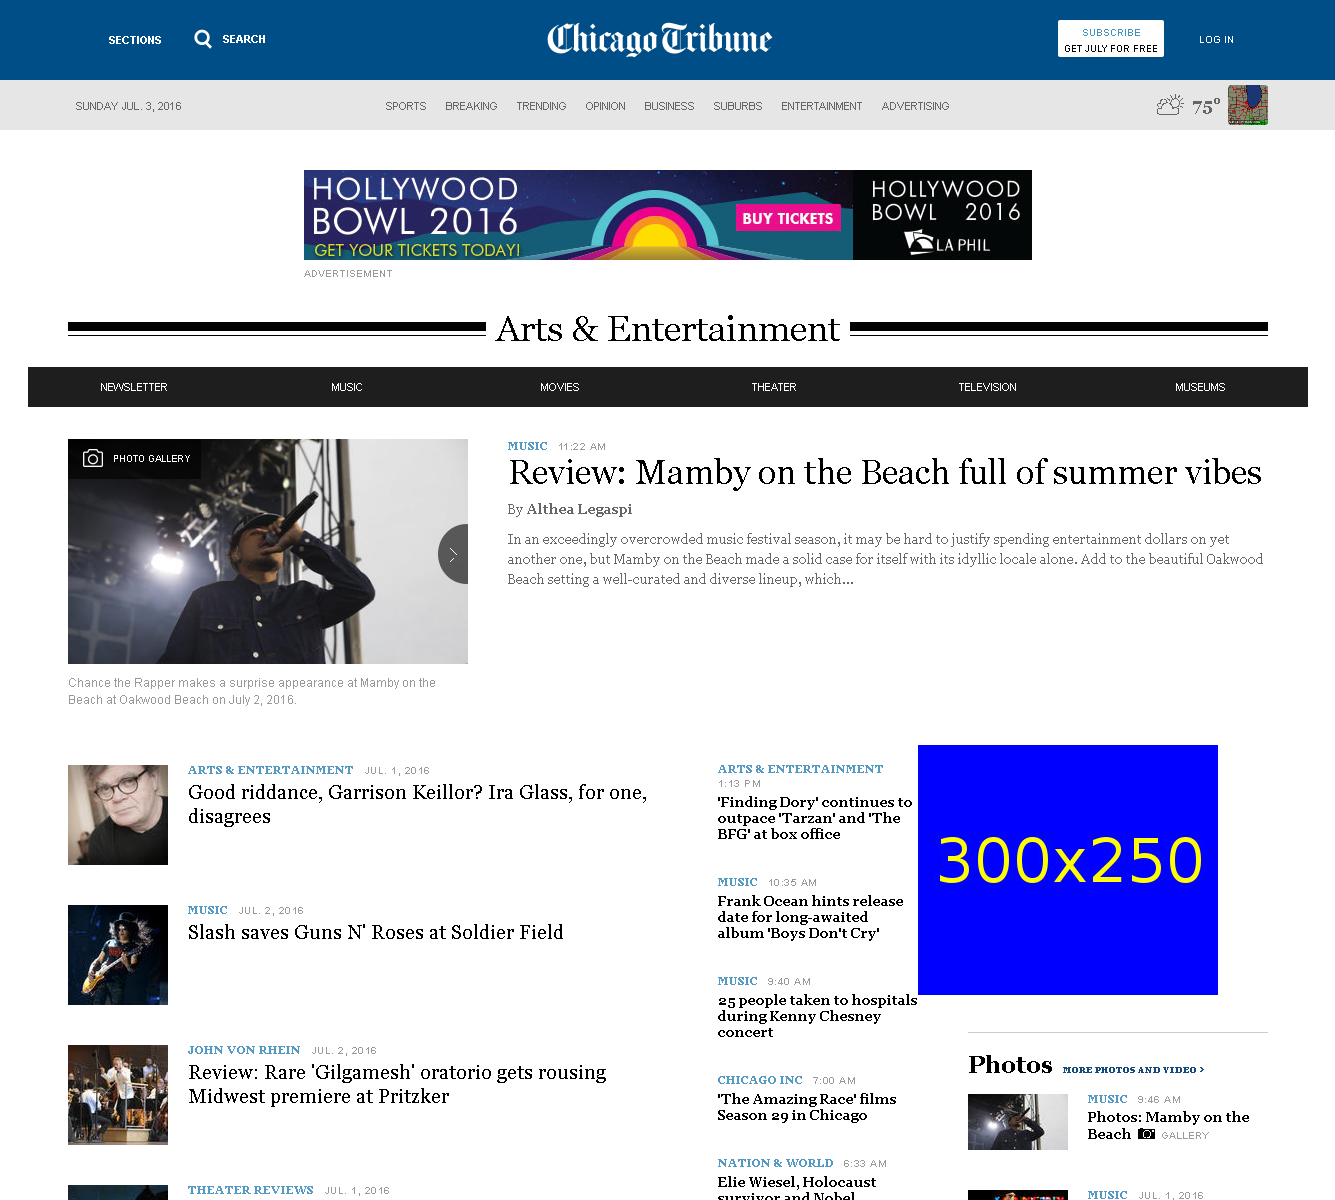 SECTIONS
SEARCH
Chicago Tribune
SUBSCRIBE
GET JULY FOR FREE
LOG IN
SUNDAY JUL. 3, 2016
SPORTS BREAKING TRENDING OPINION BUSINESS SUBURBS ENTERTAINMENT ADVERTISING
75°
HOLLYWOOD
BOWL 2016
GET YOUR TICKETS TODAY!
BUY TICKETS
HOLLYWOOD
BOWL 2016
LA PHIL
ADVERTISEMENT
Arts & Entertainment
NEWSLETTER MUSIC MOVIES THEATER TELEVISION MUSEUMS
PHOTO GALLERY
Chance the Rapper makes a surprise appearance at Mamby on the
Beach at Oakwood Beach on July 2, 2016.
MUSIC 11:22 AM
Review: Mamby on the Beach full of summer vibes
By Althea Legaspi
In an exceedingly overcrowded music festival season, it may be hard to justify spending entertainment dollars on yet
another one, but Mamby on the Beach made a solid case for itself with its idyllic locale alone. Add to the beautiful Oakwood
Beach setting a well-curated and diverse lineup, which...
ARTS & ENTERTAINMENT JUL. 1, 2016
Good riddance, Garrison Keillor? Ira Glass, for one,
disagrees
MUSIC JUL. 2, 2016
Slash saves Guns N' Roses at Soldier Field
JOHN VON RHEIN JUL. 2, 2016
Review: Rare 'Gilgamesh' oratorio gets rousing
Midwest premiere at Pritzker
THEATER REVIEWS JUL. 1, 2016
ARTS & ENTERTAINMENT
1:13 PM
'Finding Dory' continues to
outpace 'Tarzan' and 'The
BFG' at box office
MUSIC 10:35 AM
Frank Ocean hints release
date for long-awaited
album 'Boys Don't Cry'
MUSIC 9:40 AM
25 people taken to hospitals
during Kenny Chesney
concert
CHICAGO INC 7:00 AM
'The Amazing Race' films
Season 29 in Chicago
NATION & WORLD 6:33 AM
Elie Wiesel, Holocaust
survivor and Nobel
300x250
Photos MORE PHOTOS AND VIDEO >
MUSIC 9:46 AM
Photos: Mamby on the
Beach GALLERY
MUSIC JUL. 1, 2016